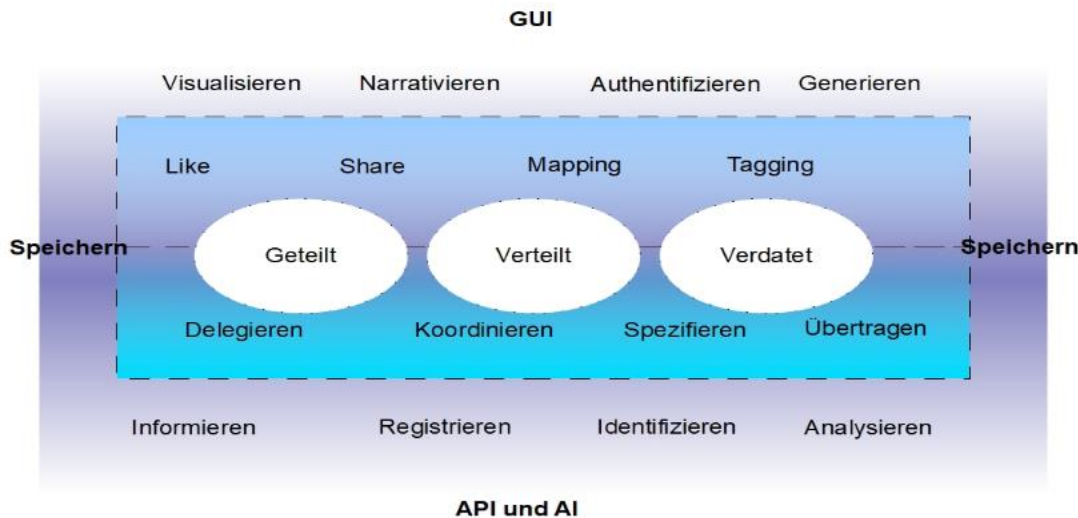 GUI
Visualisieren Narrativieren Authentifizieren Generieren
Like Share Mapping Tagging
Speichern Geteilt Verteilt Verdatet Speichern
Delegieren Koordinieren Spezifieren Übertragen
Informieren Registrieren Identifizieren Analysieren
API und AI